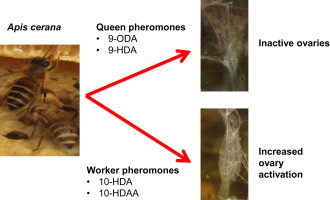 Apis cerana
Queen pheromones
• 9-ODA
• 9-HDA
Inactive ovaries
Worker pheromones
• 10-HDA
• 10-HDAA
Increased
ovary
activation